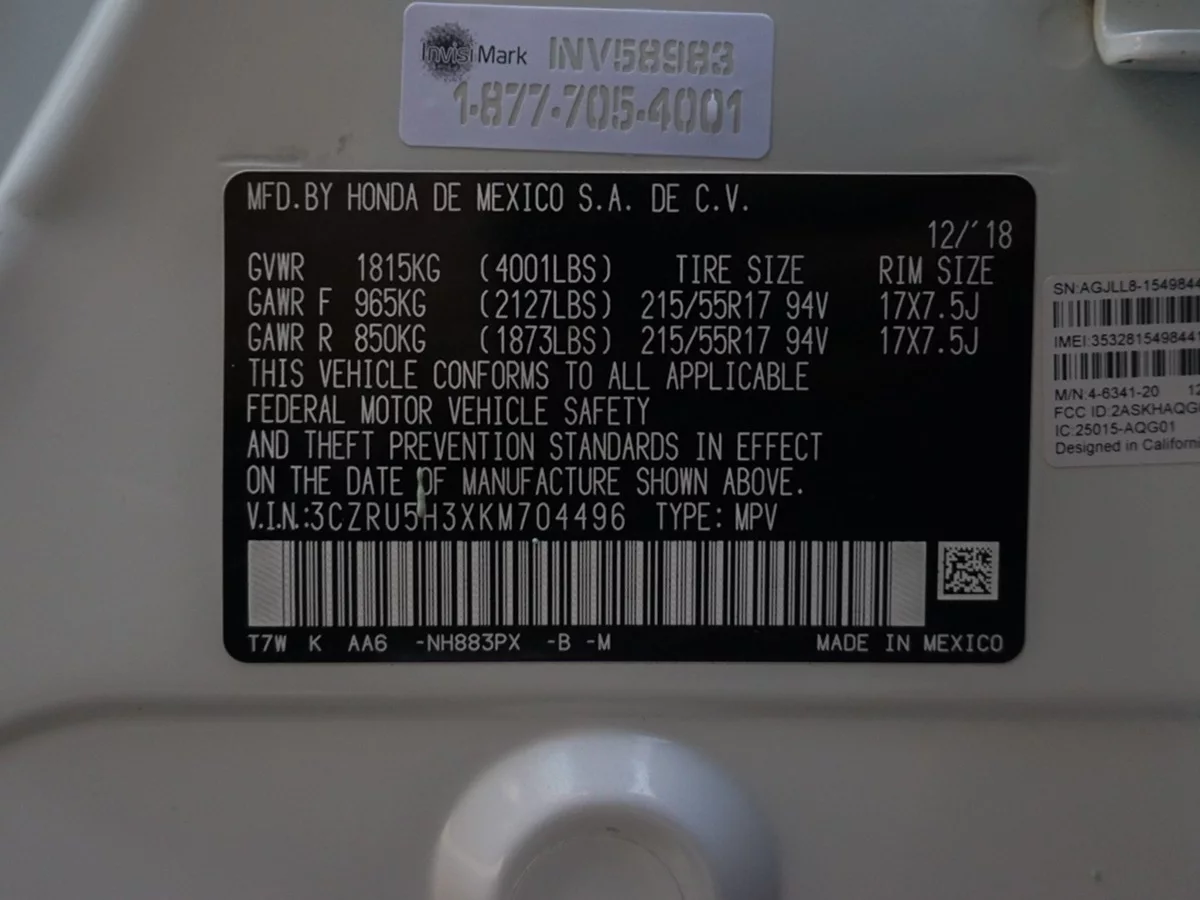 InvisiMark INV58983
1-877-705-4001
MFD.BY HONDA DE MEXICO S.A. DE C.V.
12/'18
GVWR 1815KG (4001LBS) TIRE SIZE RIM SIZE
GAWR F 965KG (2127LBS) 215/55R17 94V 17X7.5J
GAWR R 850KG (1873LBS) 215/55R17 94V 17X7.5J
THIS VEHICLE CONFORMS TO ALL APPLICABLE
FEDERAL MOTOR VEHICLE SAFETY
AND THEFT PREVENTION STANDARDS IN EFFECT
ON THE DATE OF MANUFACTURE SHOWN ABOVE.
V.I.N.:3CZRU5H3XKM704496 TYPE: MPV
T7W K AA6 -NH883PX -B -M MADE IN MEXICO
SN:AGJLL8-1549844
IMEI:3532815498441
M/N:4-6341-20 12
FCC ID:2ASKHAQG
IC:25015-AQG01
Designed in California